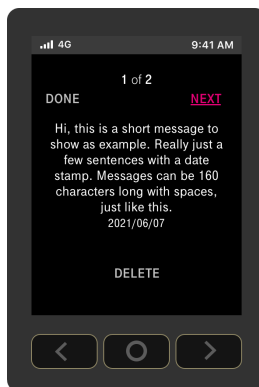 4G 9:41 AM
1 of 2
DONE NEXT
Hi, this is a short message to
show as example. Really just a
few sentences with a date
stamp. Messages can be 160
characters long with spaces,
just like this.
2021/06/07
DELETE